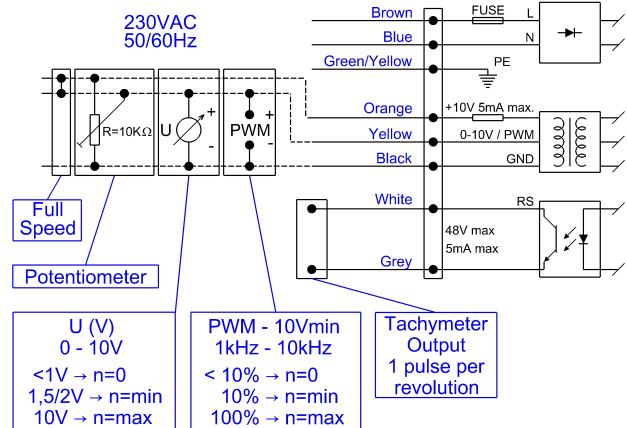 230VAC
50/60Hz
Brown
FUSE
L
Blue
N
Green/Yellow
PE
Orange
+10V 5mA max.
Yellow
0-10V / PWM
Black
GND
R=10KΩ
U
+
-
PWM
+
-
White
RS
48V max
5mA max
Grey
Full
Speed
Potentiometer
U (V)
0 - 10V
<1V → n=0
1,5/2V → n=min
10V → n=max
PWM - 10Vmin
1kHz - 10kHz
< 10% → n=0
10% → n=min
100% → n=max
Tachymeter
Output
1 pulse per
revolution